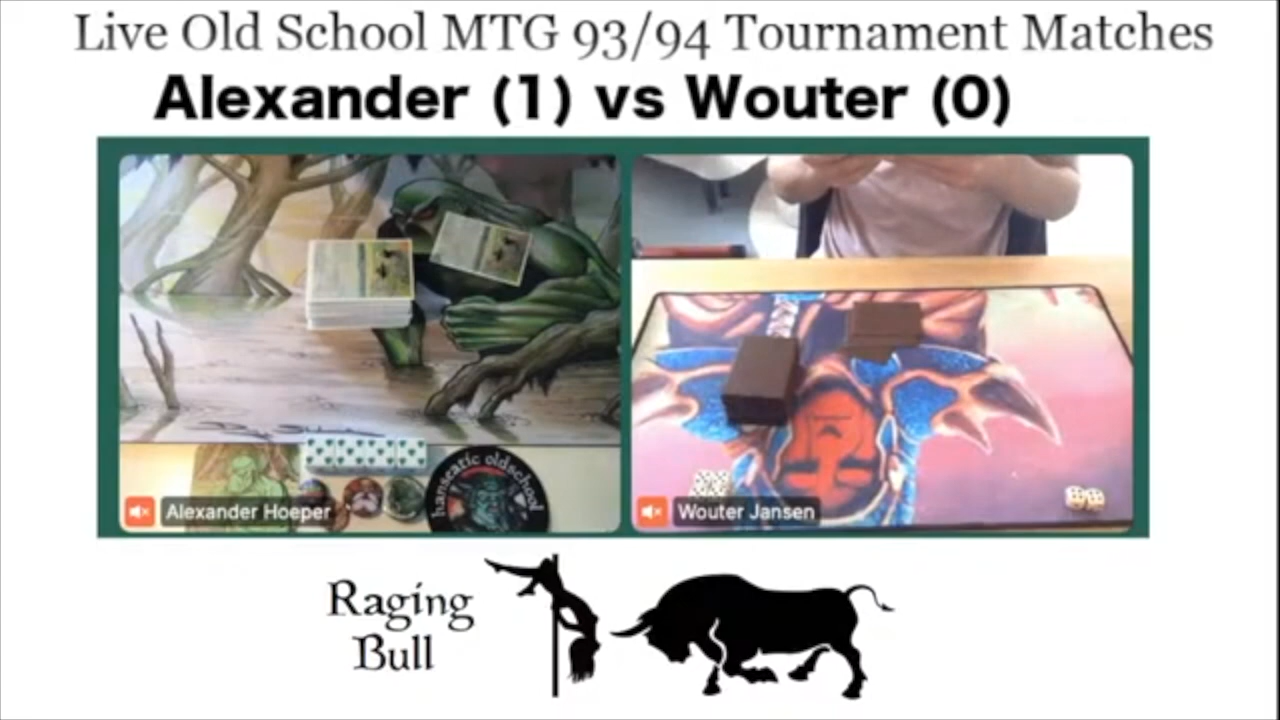 Live Old School MTG 93/94 Tournament Matches
Alexander (1) vs Wouter (0)
hanseatic oldschool
Alexander Hoeper
Wouter Jansen
Raging
Bull